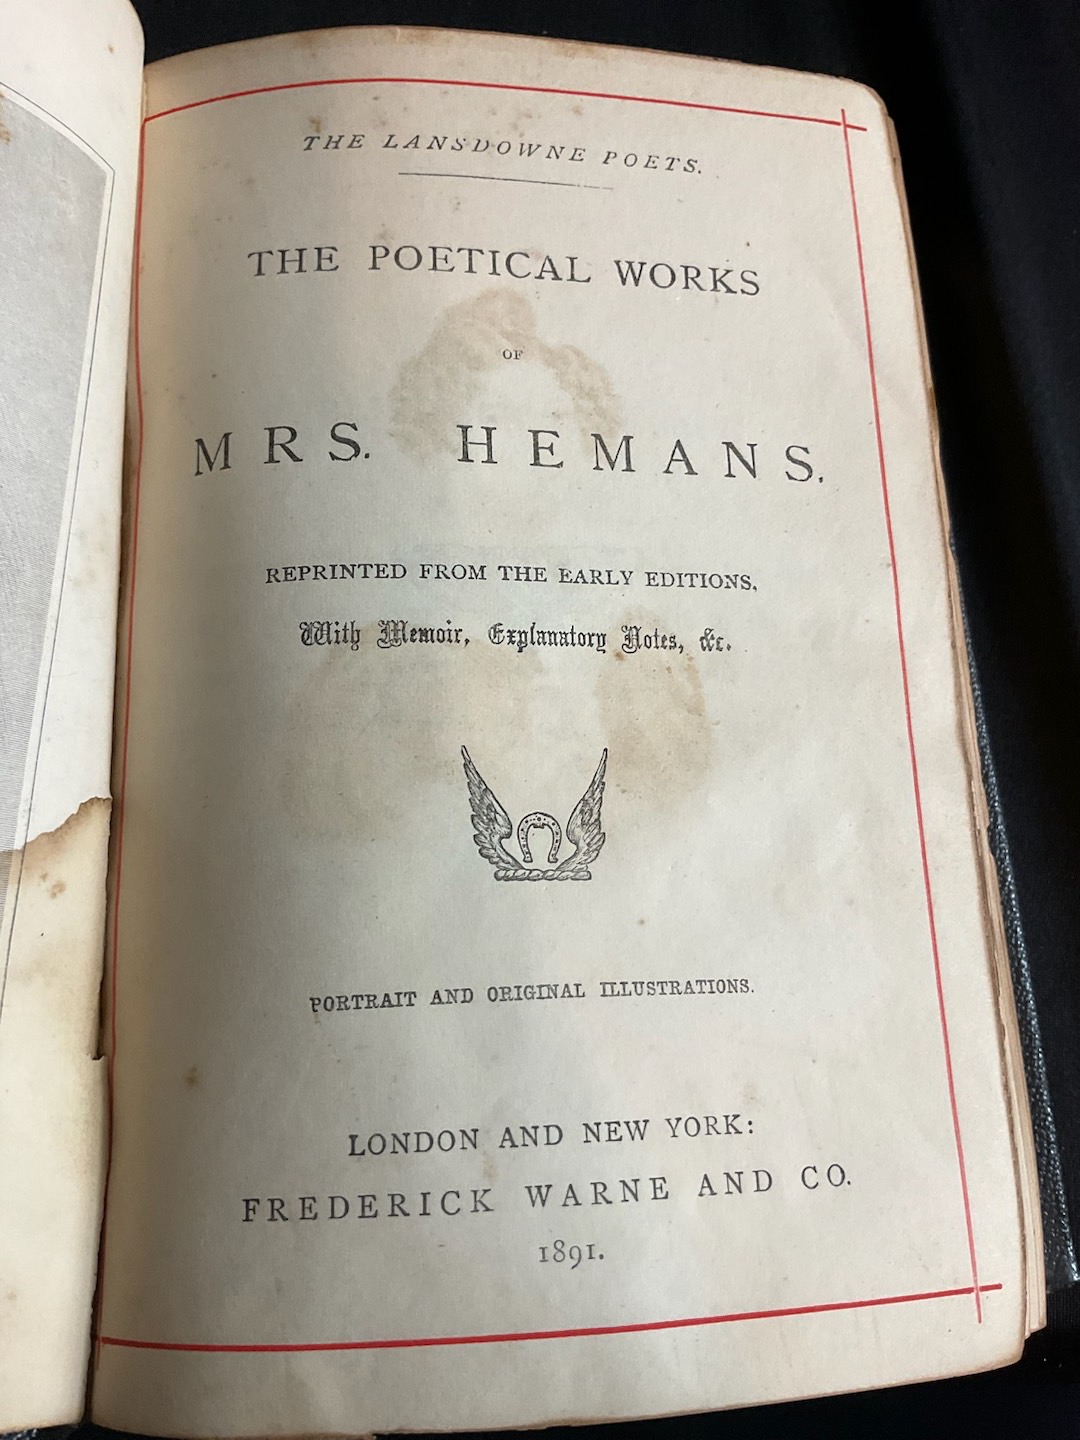 THE LANSDOWNE POETS.
THE POETICAL WORKS
OF
MRS. HEMANS.
REPRINTED FROM THE EARLY EDITIONS,
With Memoir, Explanatory Notes, &c.
PORTRAIT AND ORIGINAL ILLUSTRATIONS.
LONDON AND NEW YORK:
FREDERICK WARNE AND CO.
1891.